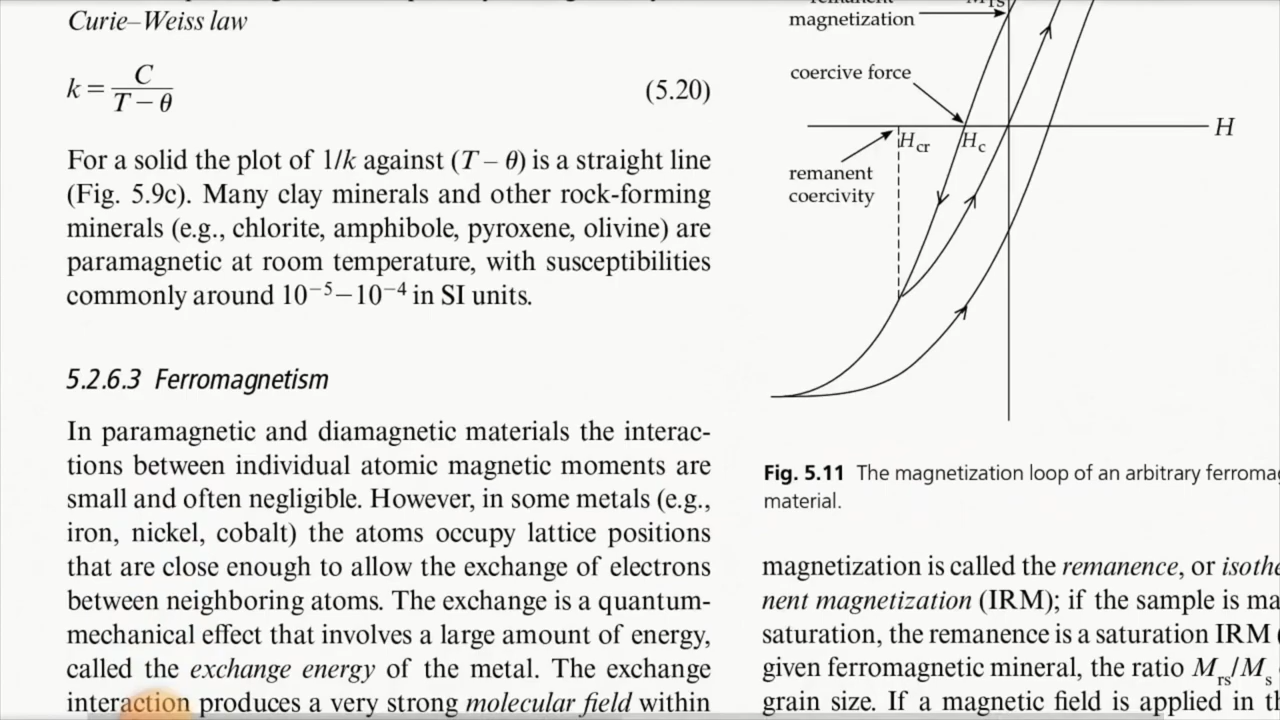 Curie–Weiss law
k = C / (T – θ) (5.20)
For a solid the plot of 1/k against (T – θ) is a straight line
(Fig. 5.9c). Many clay minerals and other rock-forming
minerals (e.g., chlorite, amphibole, pyroxene, olivine) are
paramagnetic at room temperature, with susceptibilities
commonly around 10⁻⁵–10⁻⁴ in SI units.
5.2.6.3 Ferromagnetism
In paramagnetic and diamagnetic materials the interac-
tions between individual atomic magnetic moments are
small and often negligible. However, in some metals (e.g.,
iron, nickel, cobalt) the atoms occupy lattice positions
that are close enough to allow the exchange of electrons
between neighboring atoms. The exchange is a quantum-
mechanical effect that involves a large amount of energy,
called the exchange energy of the metal. The exchange
interaction produces a very strong molecular field within
remanent
magnetization
Mrs
coercive force
H
Hcr
Hc
remanent
coercivity
Fig. 5.11 The magnetization loop of an arbitrary ferromag
material.
magnetization is called the remanence, or isothe
nent magnetization (IRM); if the sample is ma
saturation, the remanence is a saturation IRM (
given ferromagnetic mineral, the ratio Mrs/Ms
grain size. If a magnetic field is applied in th